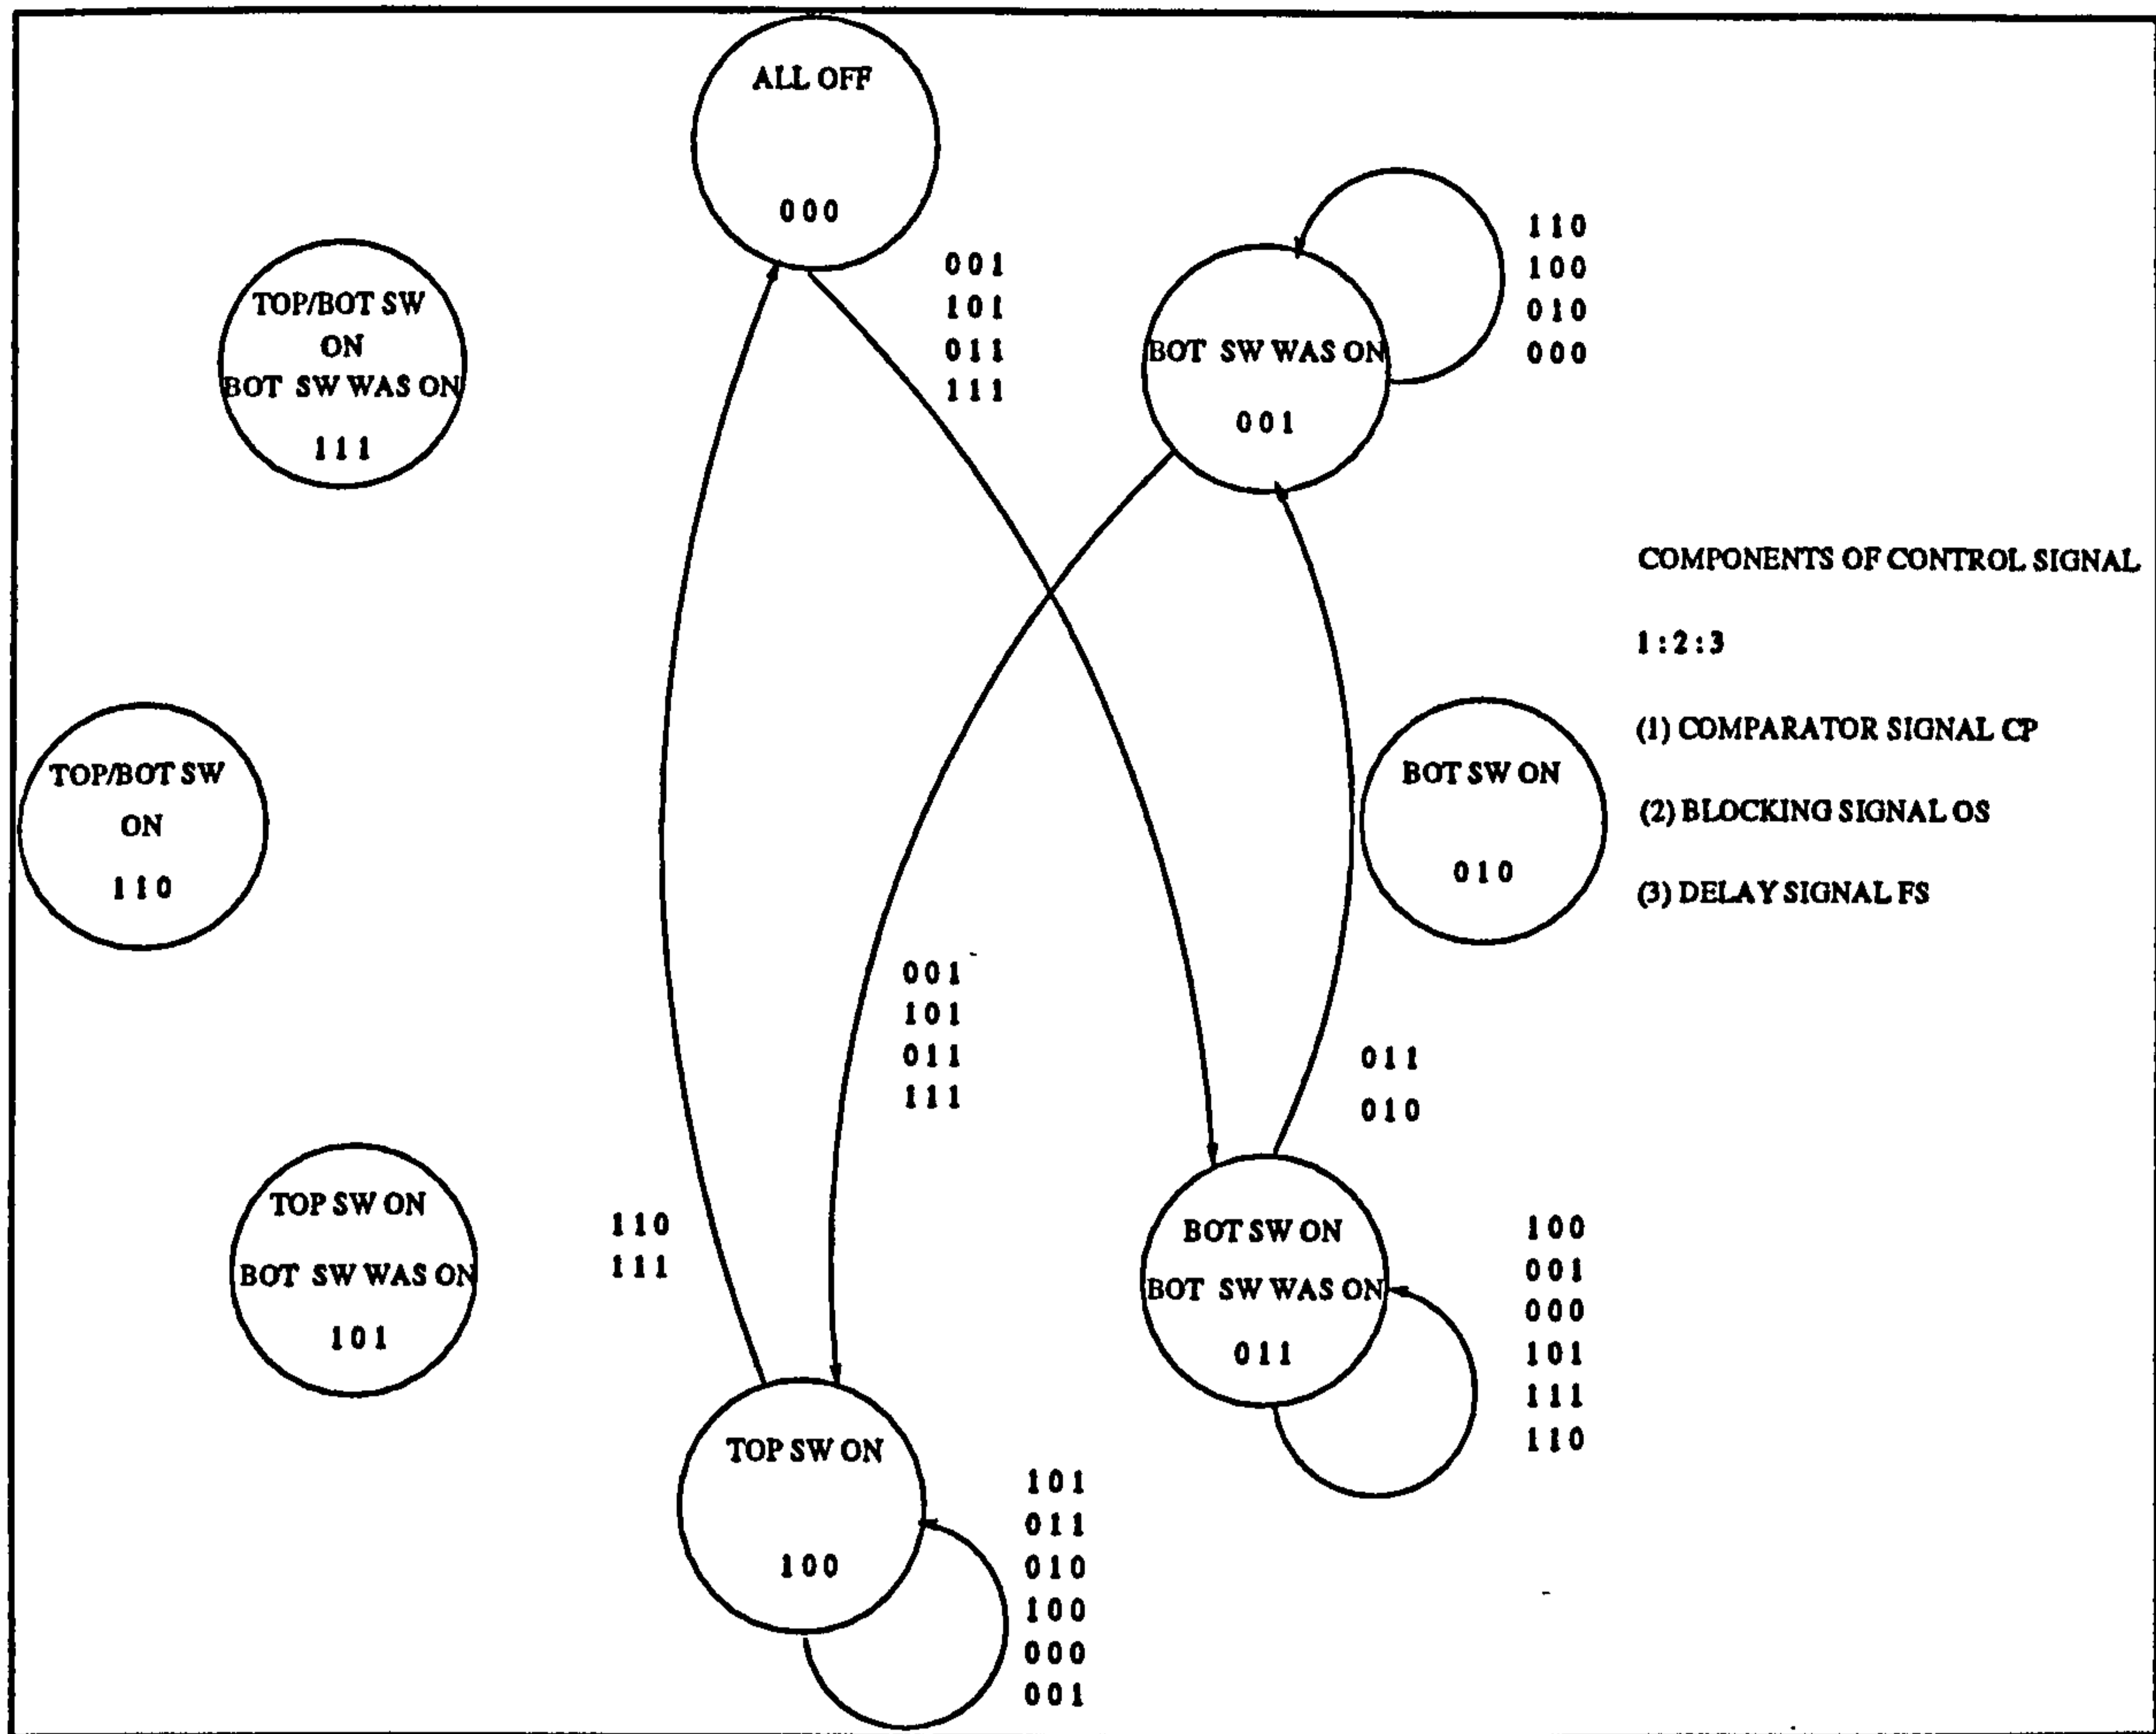 ALL OFF
000
001
101
011
111
110
100
010
000
TOP/BOT SW
ON
BOT SW WAS ON
111
BOT SW WAS ON
001
COMPONENTS OF CONTROL SIGNAL
1:2:3
(1) COMPARATOR SIGNAL CP
(2) BLOCKING SIGNAL OS
(3) DELAY SIGNAL FS
TOP/BOT SW
ON
110
BOT SW ON
010
001
101
011
111
011
010
TOP SW ON
BOT SW WAS ON
101
110
111
BOT SW ON
BOT SW WAS ON
011
100
001
000
101
111
110
TOP SW ON
100
101
011
010
100
000
001